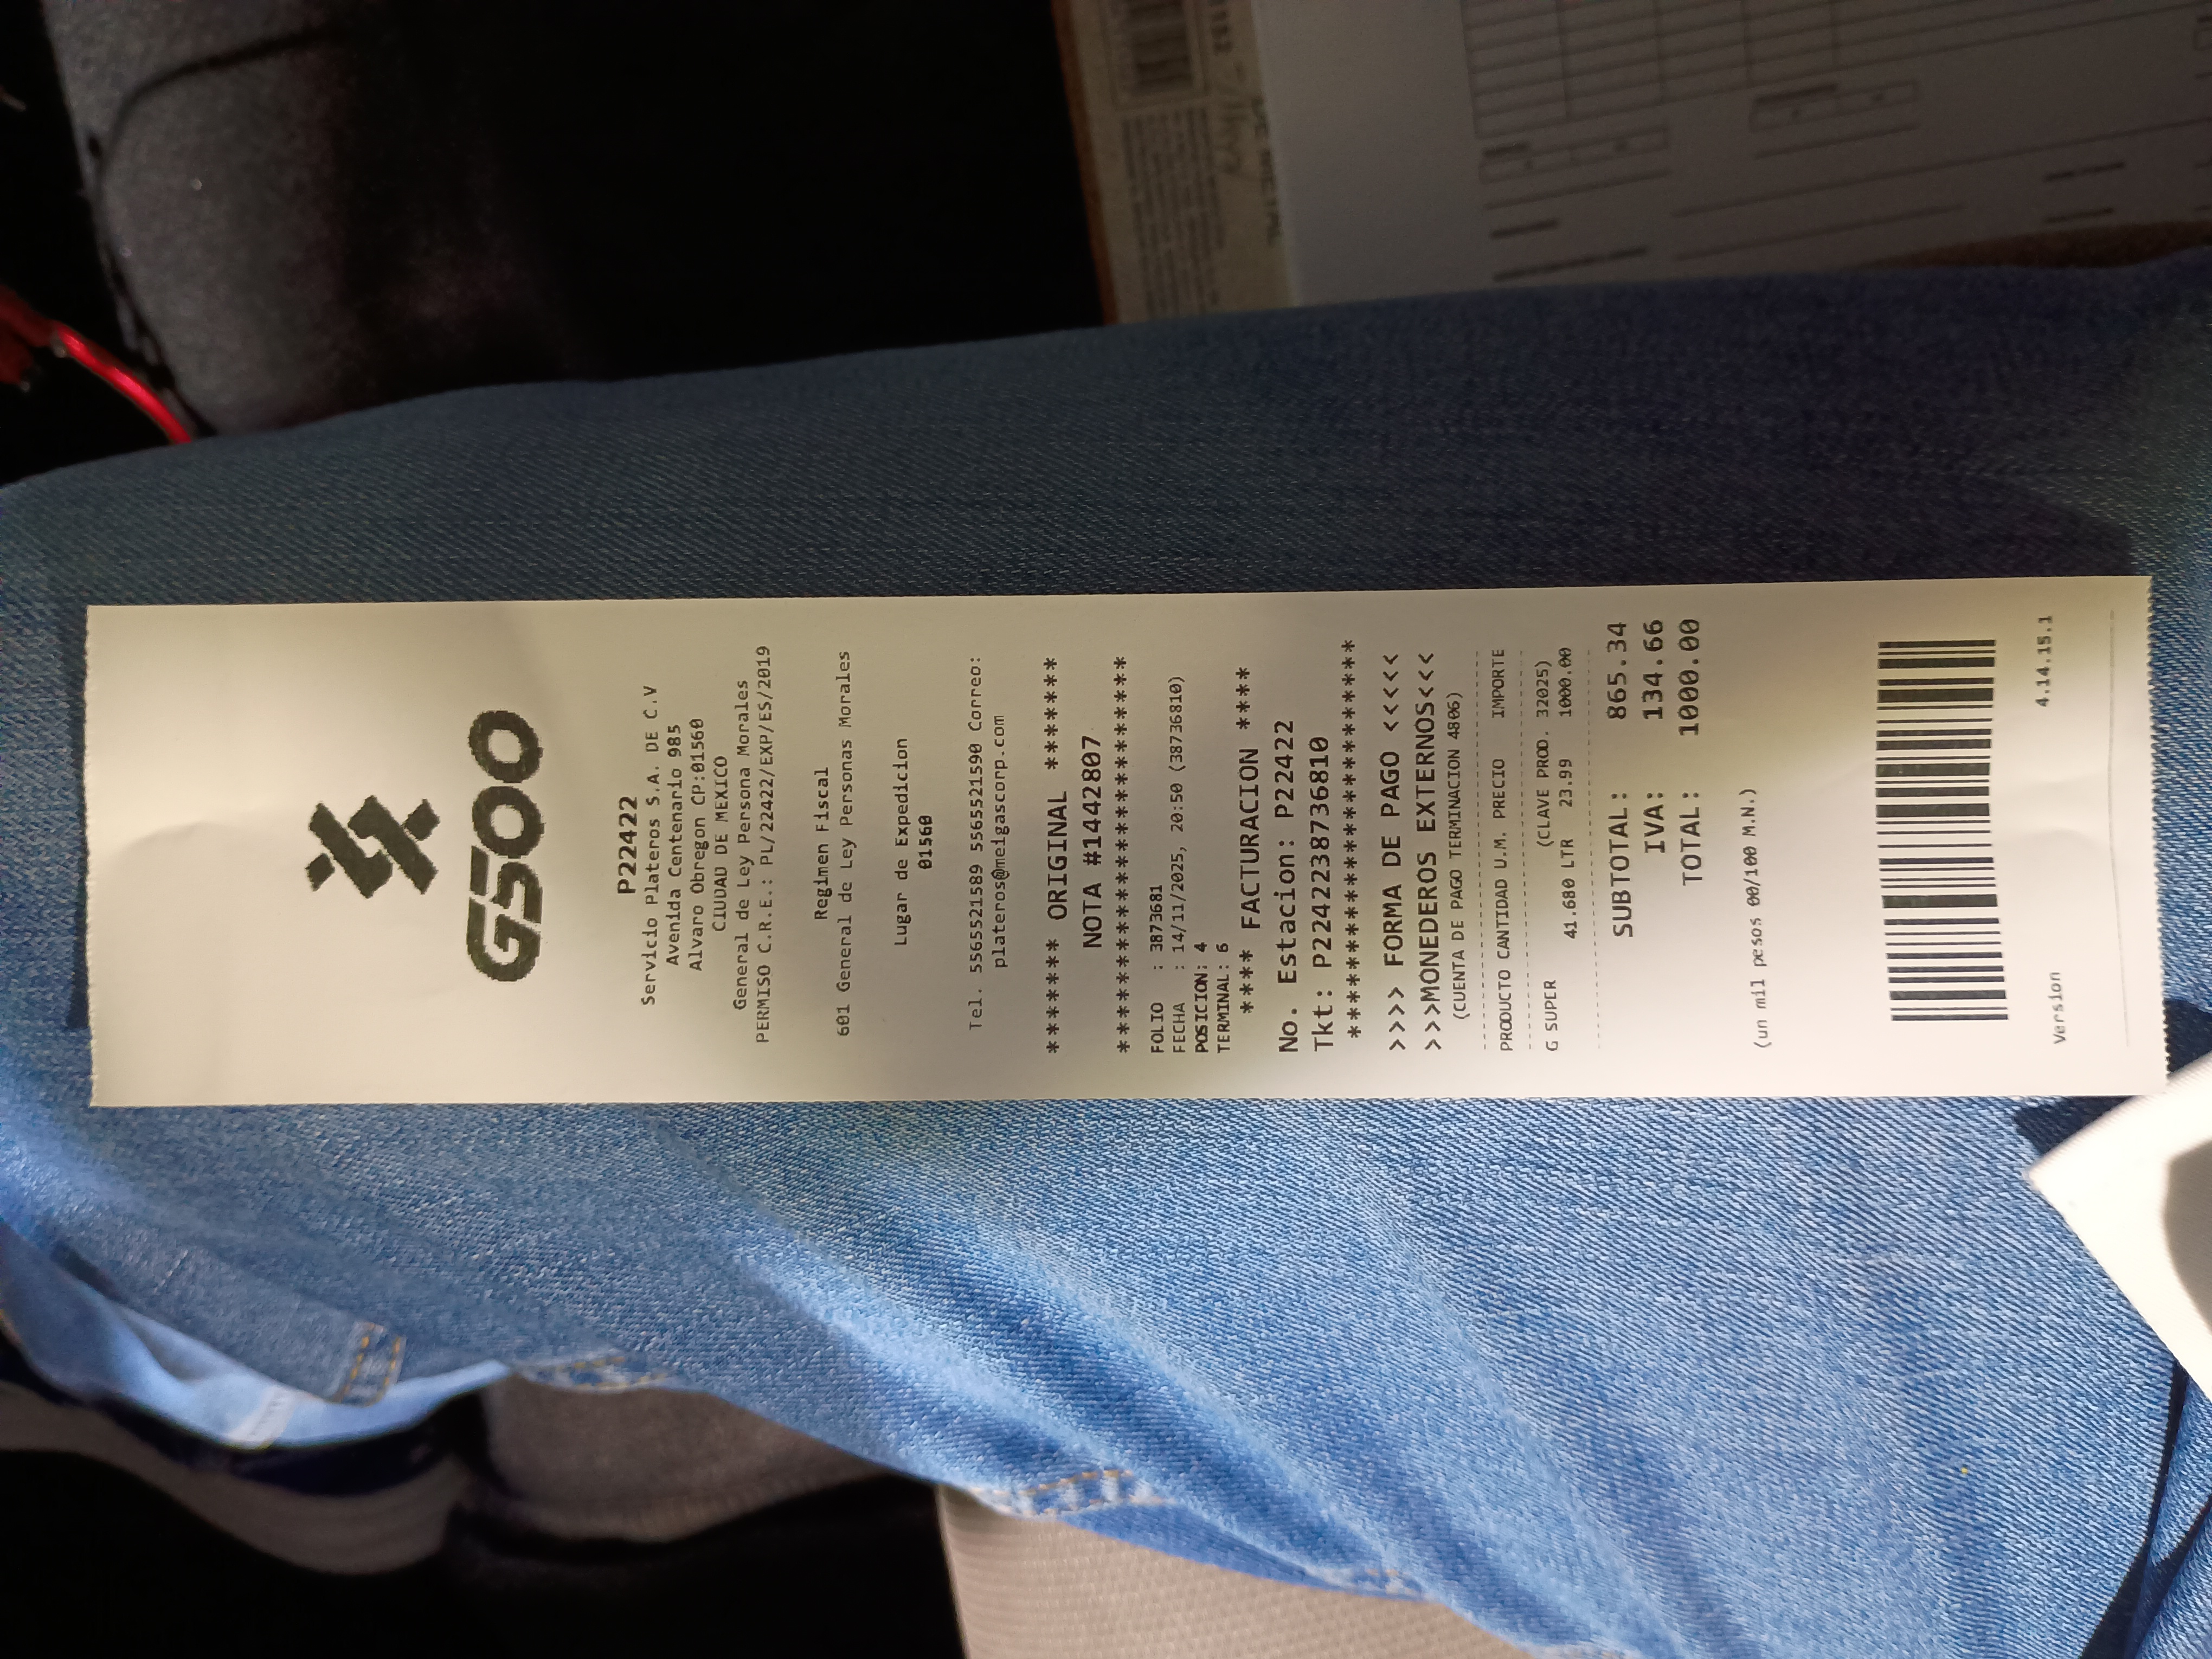 G500
P22422
Servicio Plateros S.A. DE C.V
Avenida Centenario 985
Alvaro Obregon CP:01560
CIUDAD DE MEXICO
General de Ley Persona Morales
PERMISO C.R.E.: PL/22422/EXP/ES/2019
Regimen Fiscal
601 General de Ley Personas Morales
Lugar de Expedicion
01560
Tel. 5565521589 5565521590 Correo:
plateros@meigascorp.com
******* ORIGINAL *******
NOTA #14442807
************************
FOLIO : 3873681
FECHA : 14/11/2025, 20:50 (38736810)
POSICION: 4
TERMINAL: 6
**** FACTURACION ****
No. Estacion: P22422
Tkt: P2242238736810
************************
>>>> FORMA DE PAGO <<<<<
>>>MONEDEROS EXTERNOS<<<
(CUENTA DE PAGO TERMINACION 4806)
PRODUCTO CANTIDAD U.M. PRECIO IMPORTE
G SUPER (CLAVE PROD. 32025)
41.680 LTR 23.99 1000.00
SUBTOTAL: 865.34
IVA: 134.66
TOTAL: 1000.00
(un mil pesos 00/100 M.N.)
Version 4.14.15.1